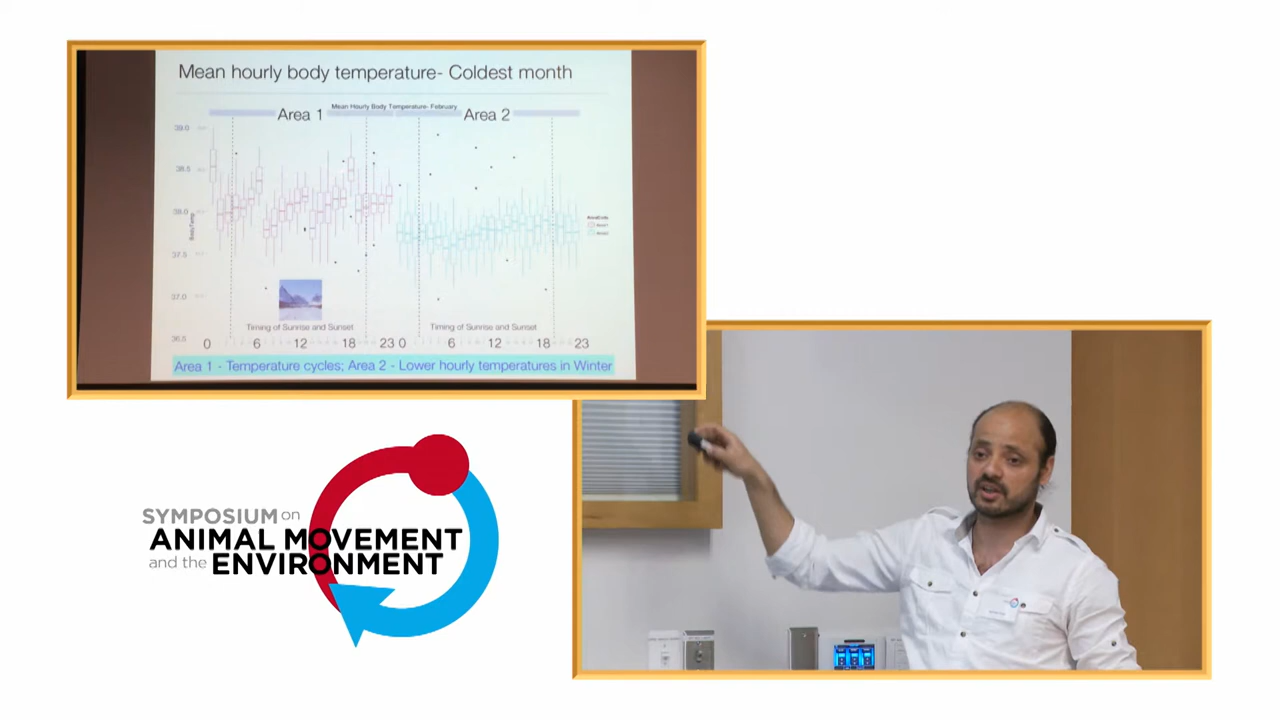 Mean hourly body temperature- Coldest month
Mean Hourly Body Temperature- February
Area 1
Area 2
39.0
38.5
38.0
37.5
37.0
36.5
Timing of Sunrise and Sunset
Timing of Sunrise and Sunset
0 6 12 18 23 0 6 12 18 23
Area 1 - Temperature cycles; Area 2 - Lower hourly temperatures in Winter
SYMPOSIUM on
ANIMAL MOVEMENT
and the ENVIRONMENT